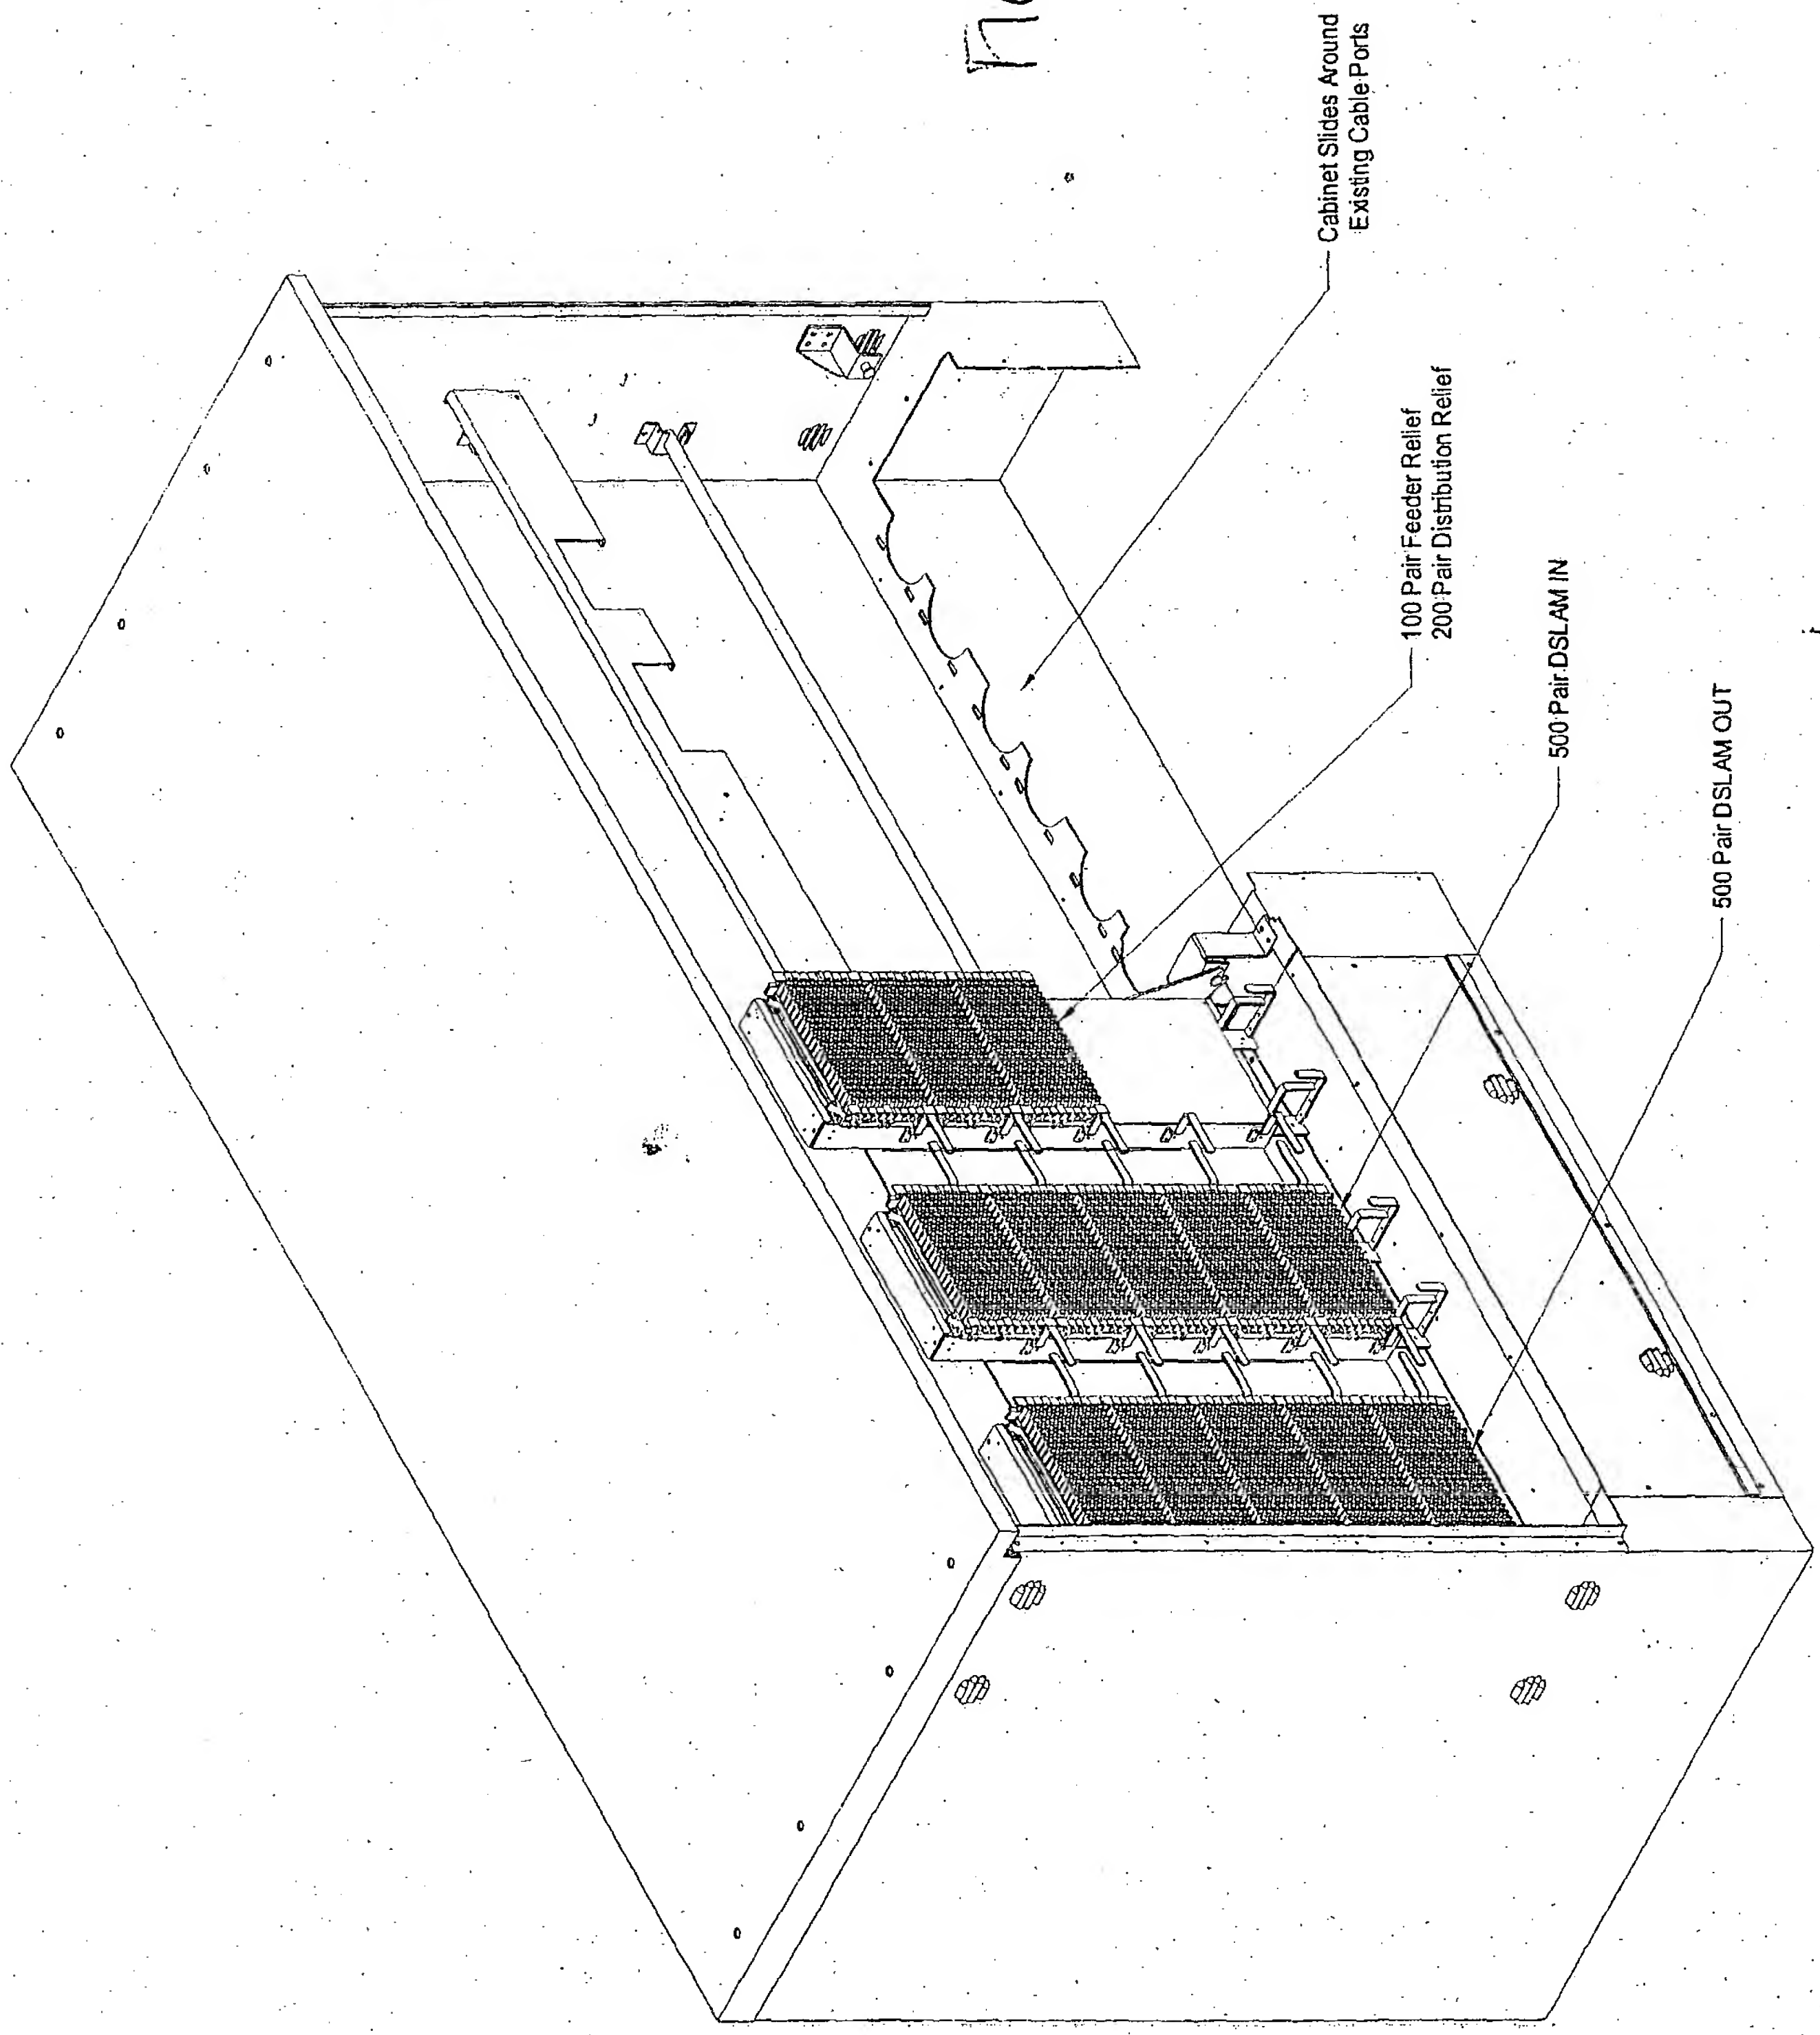 Cabinet Slides Around
Existing Cable Ports
100 Pair Feeder Relief
200 Pair Distribution Relief
500 Pair DSLAM IN
500 Pair DSLAM OUT